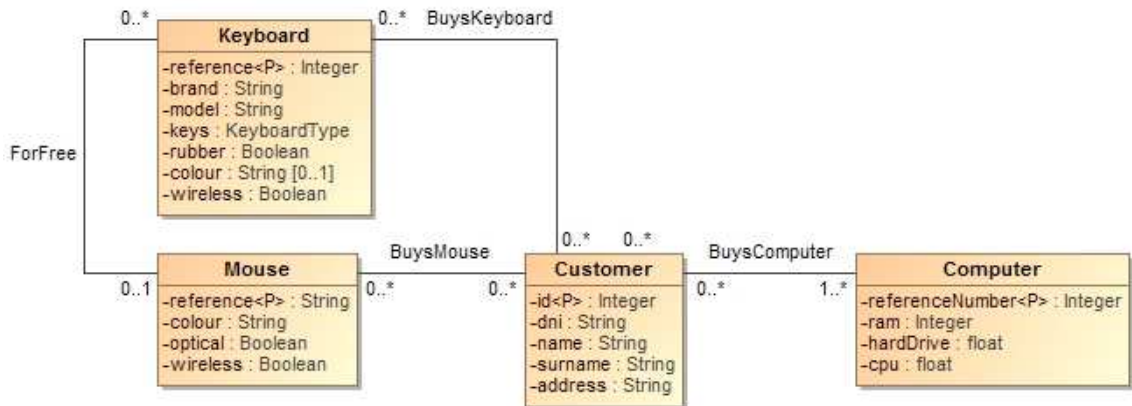 0..*
0..*
BuysKeyboard
Keyboard
-reference<P> : Integer
-brand : String
-model : String
-keys : KeyboardType
-rubber : Boolean
-colour : String [0..1]
-wireless : Boolean
ForFree
0..1
Mouse
-reference<P> : String
-colour : String
-optical : Boolean
-wireless : Boolean
BuysMouse
0..*
0..*
0..*
0..*
Customer
-id<P> : Integer
-dni : String
-name : String
-surname : String
-address : String
BuysComputer
0..*
1..*
Computer
-referenceNumber<P> : Integer
-ram : Integer
-hardDrive : float
-cpu : float